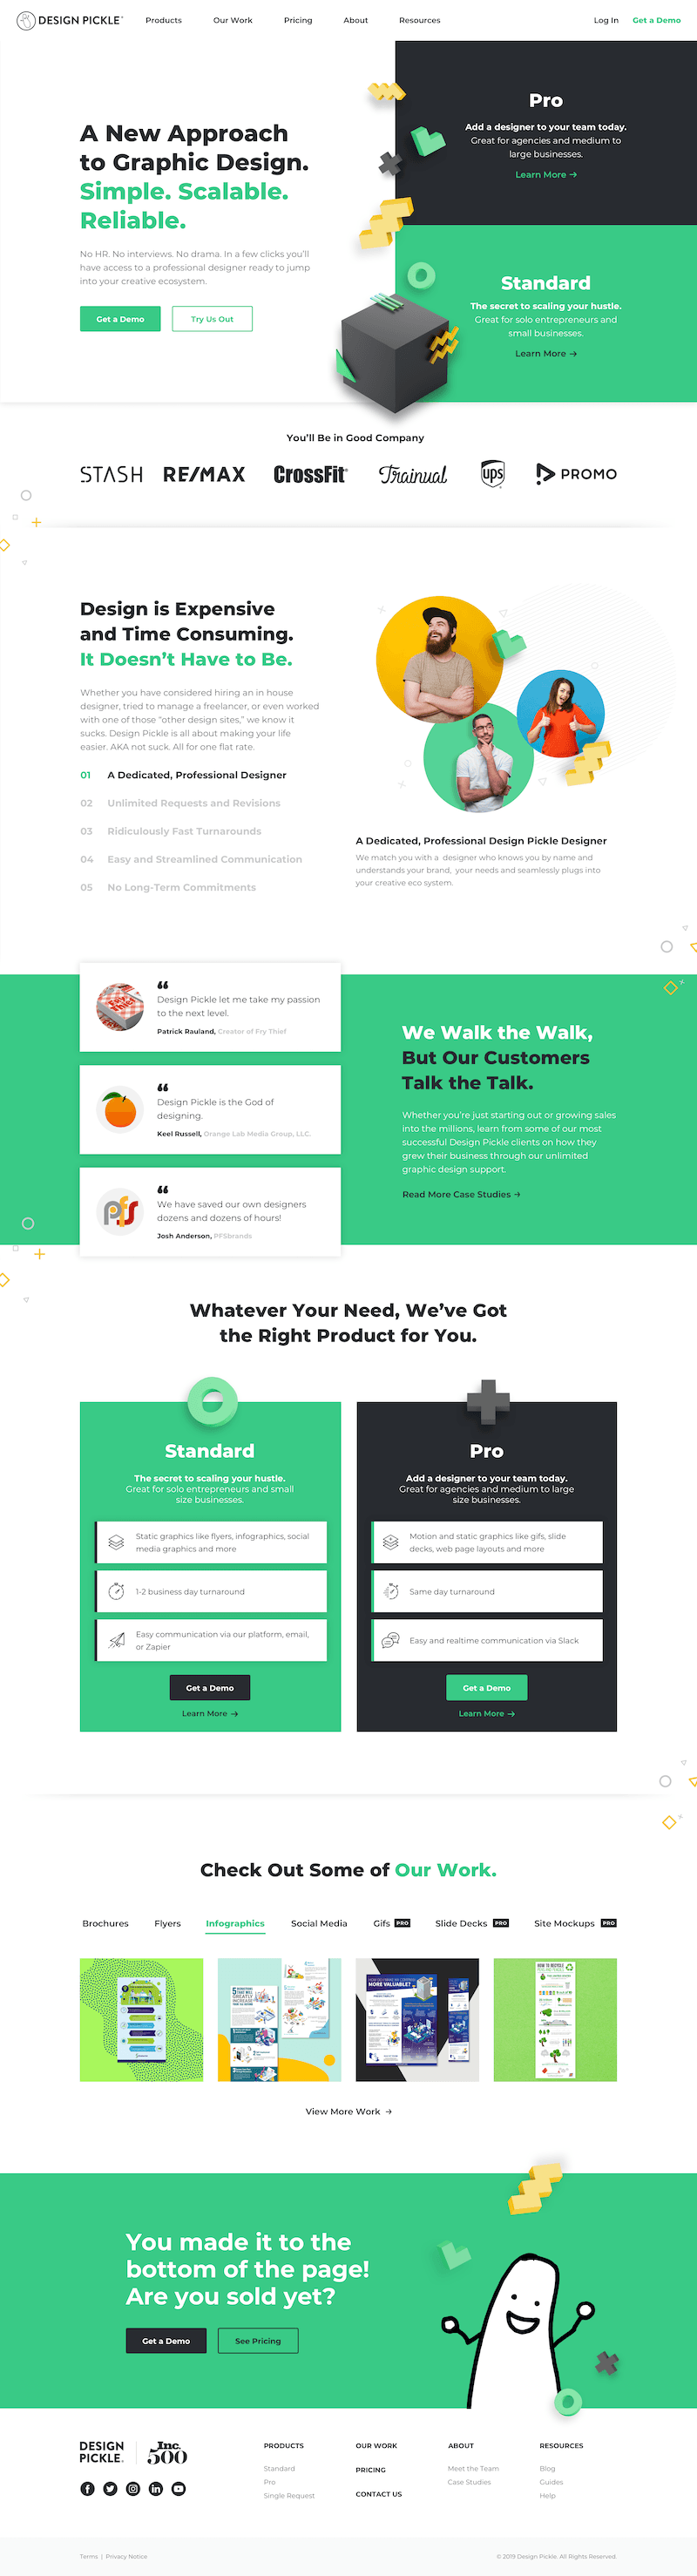 DESIGN PICKLE
Products
Our Work
Pricing
About
Resources
Log In
Get a Demo
A New Approach
to Graphic Design.
Simple. Scalable.
Reliable.
No HR. No interviews. No drama. In a few clicks you'll
have access to a professional designer ready to jump
into your creative ecosystem.
Get a Demo
Try Us Out
Pro
Add a designer to your team today.
Great for agencies and medium to
large businesses.
Learn More →
Standard
The secret to scaling your hustle.
Great for solo entrepreneurs and
small businesses.
Learn More →
You'll Be in Good Company
STASH
RE/MAX
CrossFit
Trainual
ups
PROMO
Design is Expensive
and Time Consuming.
It Doesn't Have to Be.
Whether you have considered hiring an in house
designer, tried to manage a freelancer, or even worked
with one of those "other design sites," we know it
sucks. Design Pickle is all about making your life
easier. AKA not suck. All for one flat rate.
01 A Dedicated, Professional Designer
02 Unlimited Requests and Revisions
03 Ridiculously Fast Turnarounds
04 Easy and Streamlined Communication
05 No Long-Term Commitments
A Dedicated, Professional Design Pickle Designer
We match you with a designer who knows you by name and
understands your brand, your needs and seamlessly plugs into
your creative eco system.
Design Pickle let me take my passion
to the next level.
Patrick Rauland, Creator of Fry Thief
Design Pickle is the God of
designing.
Keel Russell, Orange Lab Media Group, LLC.
pfs
We have saved our own designers
dozens and dozens of hours!
Josh Anderson, PFSbrands
We Walk the Walk,
But Our Customers
Talk the Talk.
Whether you're just starting out or growing sales
into the millions, learn from some of our most
successful Design Pickle clients on how they
grew their business through our unlimited
graphic design support.
Read More Case Studies →
Whatever Your Need, We've Got
the Right Product for You.
Standard
The secret to scaling your hustle.
Great for solo entrepreneurs and small
size businesses.
Static graphics like flyers, infographics, social
media graphics and more
1-2 business day turnaround
Easy communication via our platform, email,
or Zapier
Get a Demo
Learn More →
Pro
Add a designer to your team today.
Great for agencies and medium to large
size businesses.
Motion and static graphics like gifs, slide
decks, web page layouts and more
Same day turnaround
Easy and realtime communication via Slack
Get a Demo
Learn More →
Check Out Some of Our Work.
Brochures
Flyers
Infographics
Social Media
Gifs PRO
Slide Decks PRO
Site Mockups PRO
MORE VALUABLE?
HOW TO RECYCLE
View More Work →
You made it to the
bottom of the page!
Are you sold yet?
Get a Demo
See Pricing
DESIGN
PICKLE.
Inc.
500
PRODUCTS
Standard
Pro
Single Request
OUR WORK
PRICING
CONTACT US
ABOUT
Meet the Team
Case Studies
RESOURCES
Blog
Guides
Help
Terms | Privacy Notice
© 2019 Design Pickle. All Rights Reserved.